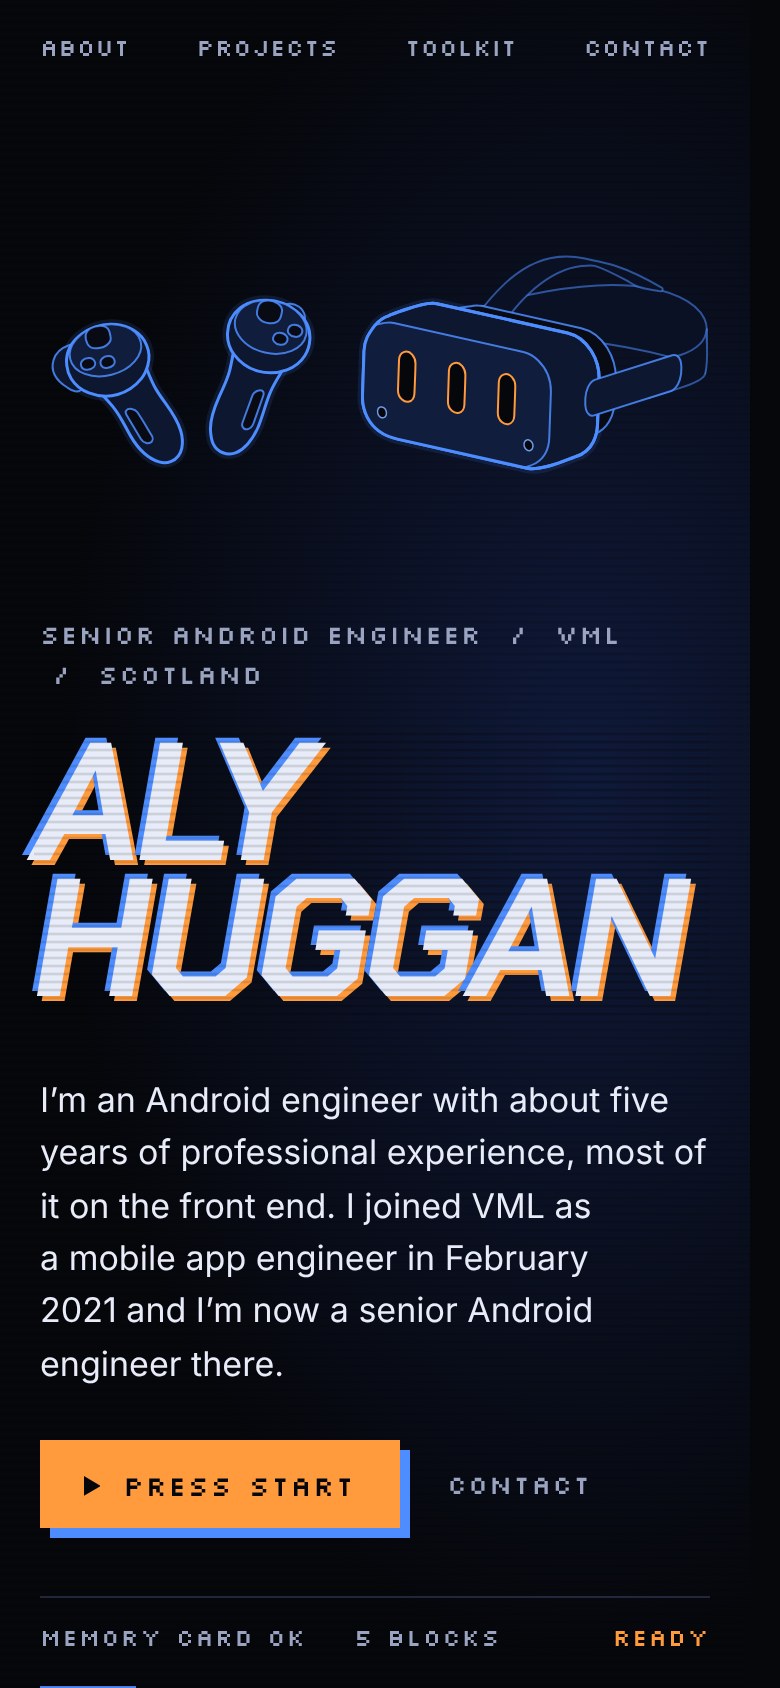 ABOUT PROJECTS TOOLKIT CONTACT
SENIOR ANDROID ENGINEER / VML
/ SCOTLAND
ALY
HUGGAN
I’m an Android engineer with about five
years of professional experience, most of
it on the front end. I joined VML as
a mobile app engineer in February
2021 and I’m now a senior Android
engineer there.
▶ PRESS START CONTACT
MEMORY CARD OK 5 BLOCKS READY